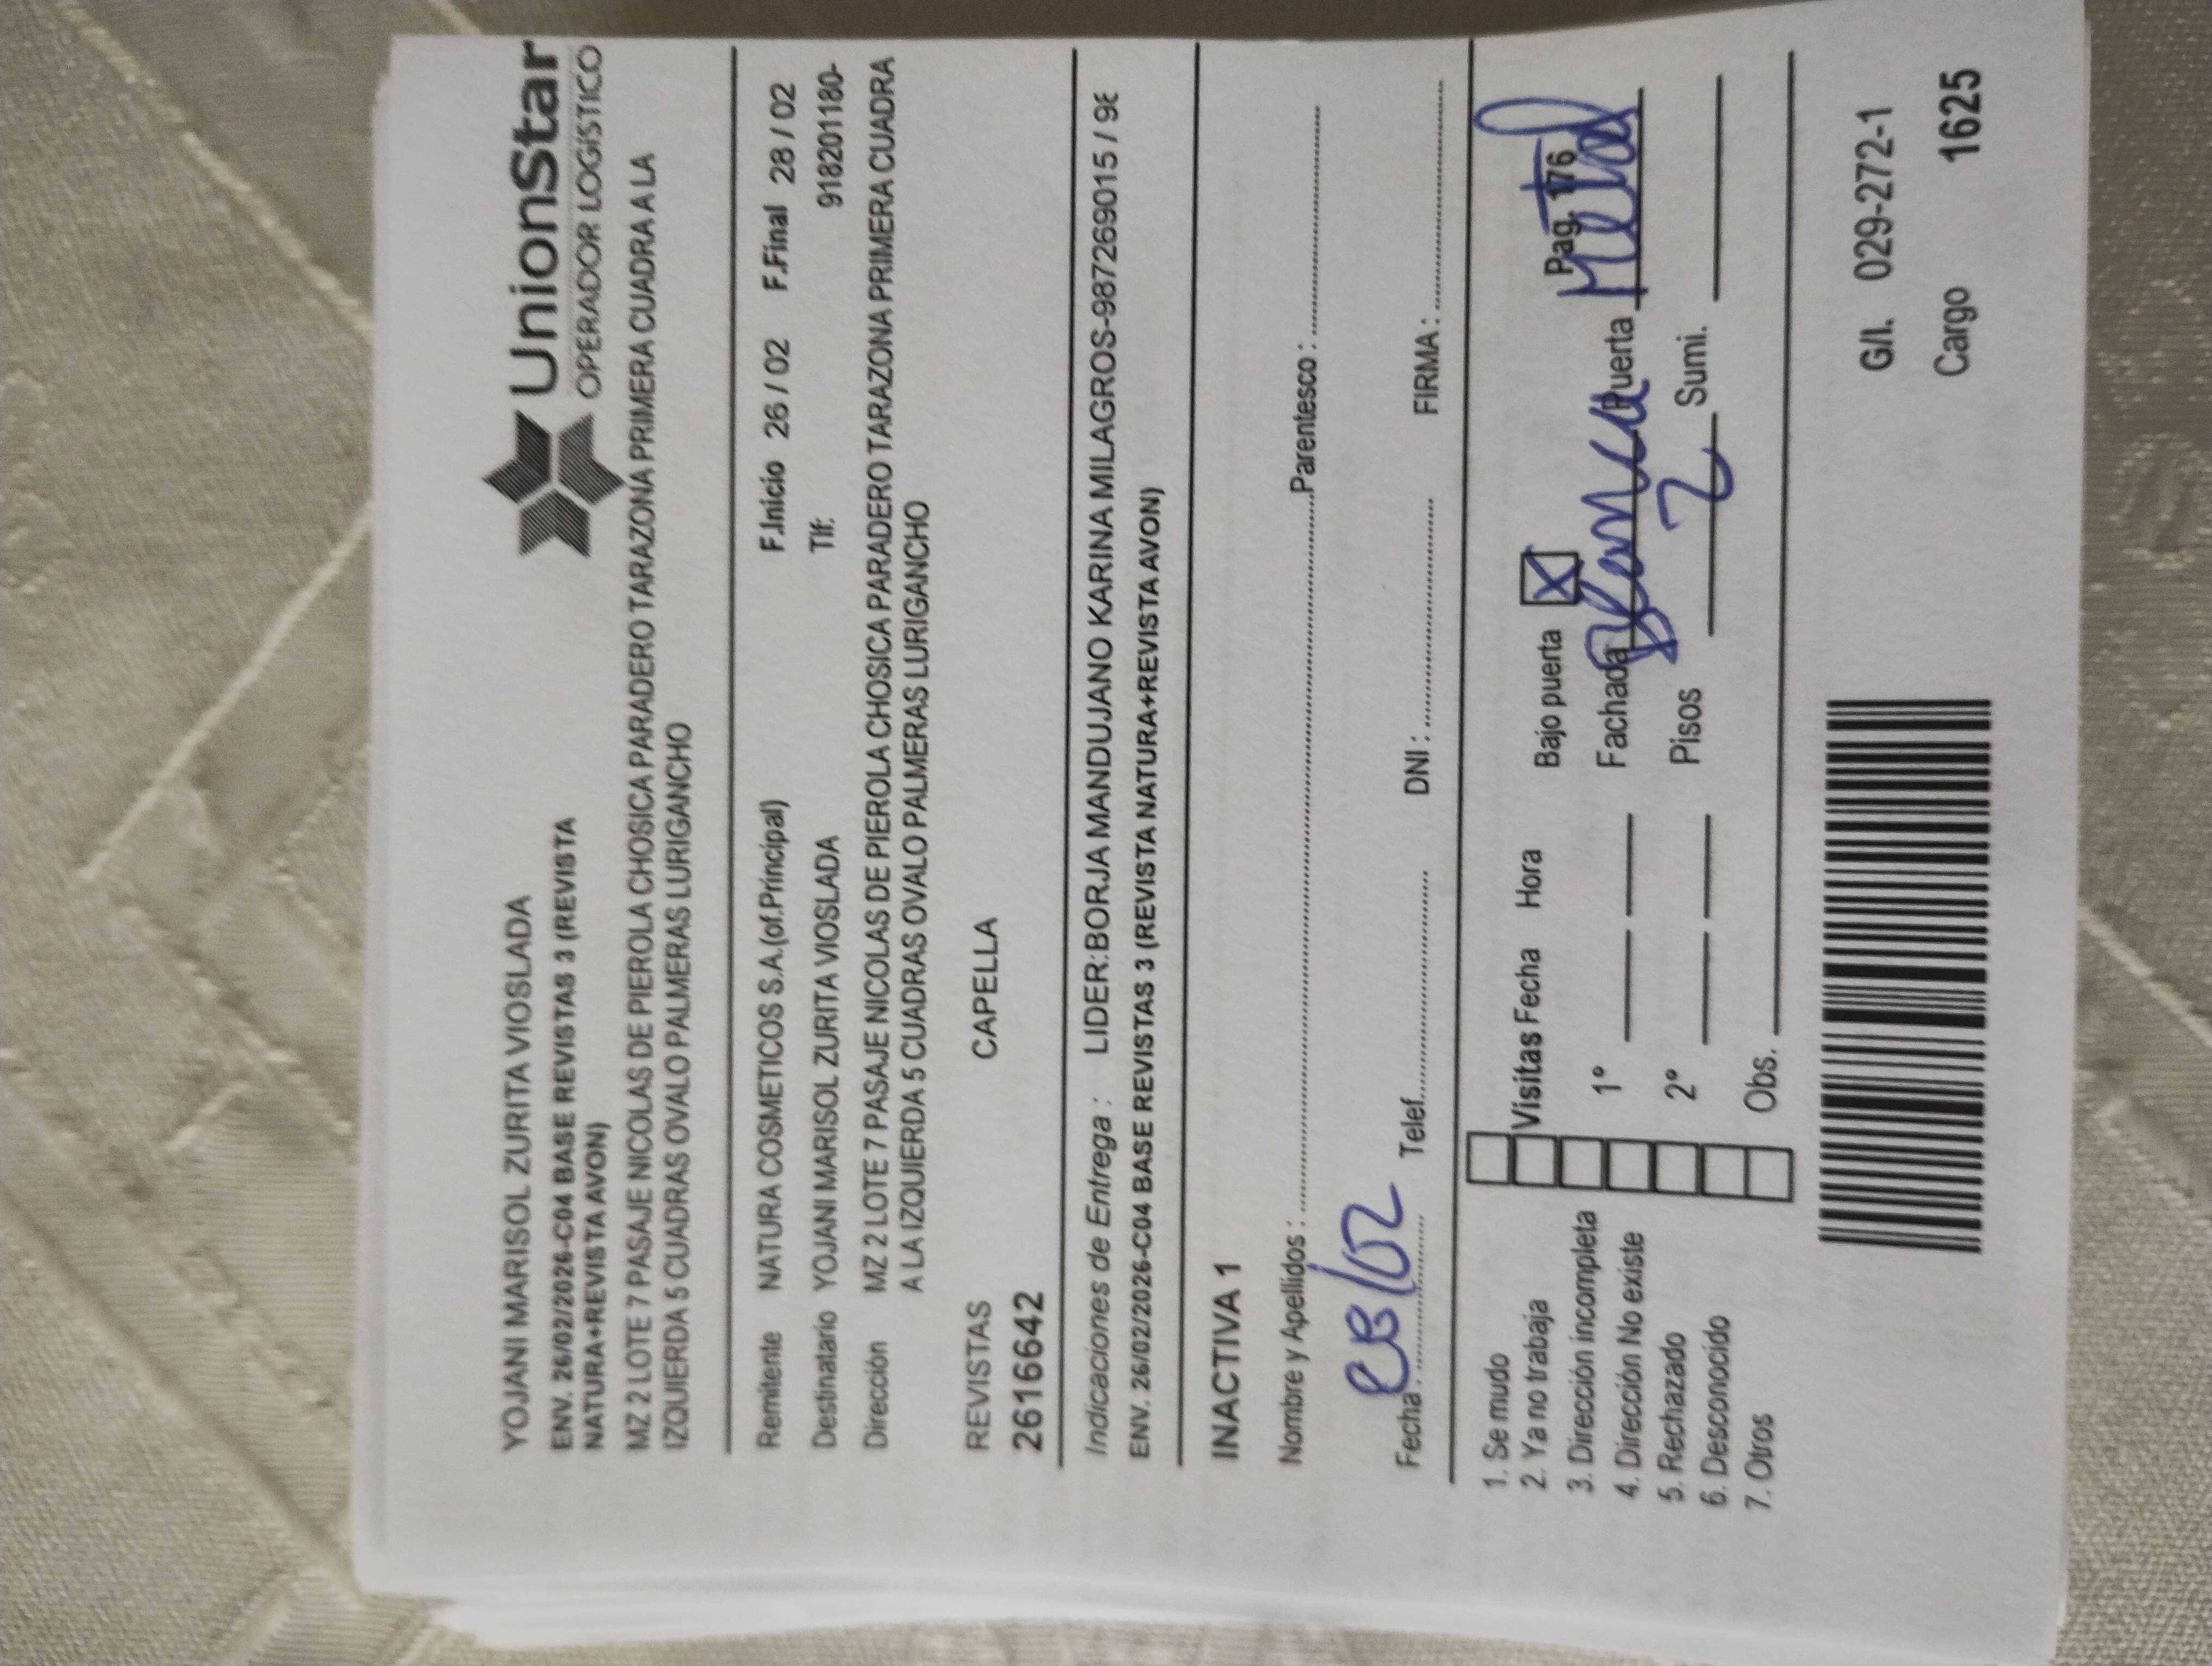 UnionStar
OPERADOR LOGISTICO
YOJANI MARISOL ZURITA VIOSLADA
ENV. 26/02/2026-C04 BASE REVISTAS 3 (REVISTA
NATURA+REVISTA AVON)
MZ 2 LOTE 7 PASAJE NICOLAS DE PIEROLA CHOSICA PARADERO TARAZONA PRIMERA CUADRA A LA
IZQUIERDA 5 CUADRAS OVALO PALMERAS LURIGANCHO
Remitente NATURA COSMETICOS S.A.(of.Principal) F.Inicio 26 / 02 F.Final 28 / 02
Destinatario YOJANI MARISOL ZURITA VIOSLADA Tlf: 918201180-
Dirección MZ 2 LOTE 7 PASAJE NICOLAS DE PIEROLA CHOSICA PARADERO TARAZONA PRIMERA CUADRA
A LA IZQUIERDA 5 CUADRAS OVALO PALMERAS LURIGANCHO
REVISTAS CAPELLA
2616642
Indicaciones de Entrega : LIDER:BORJA MANDUJANO KARINA MILAGROS-987269015 / 98
ENV. 26/02/2026-C04 BASE REVISTAS 3 (REVISTA NATURA+REVISTA AVON)
INACTIVA 1
Nombre y Apellidos : Parentesco :
Fecha : Telef. DNI : FIRMA :
1. Se mudo
2. Ya no trabaja
3. Dirección incompleta
4. Dirección No existe
5. Rechazado
6. Desconocido
7. Otros
Visitas Fecha Hora
1º
2º
Obs.
Bajo puerta X Pag. 176
Fachada Blanca Puerta Metal
Pisos 2 Sumi.
G/I. 029-272-1
Cargo 1625